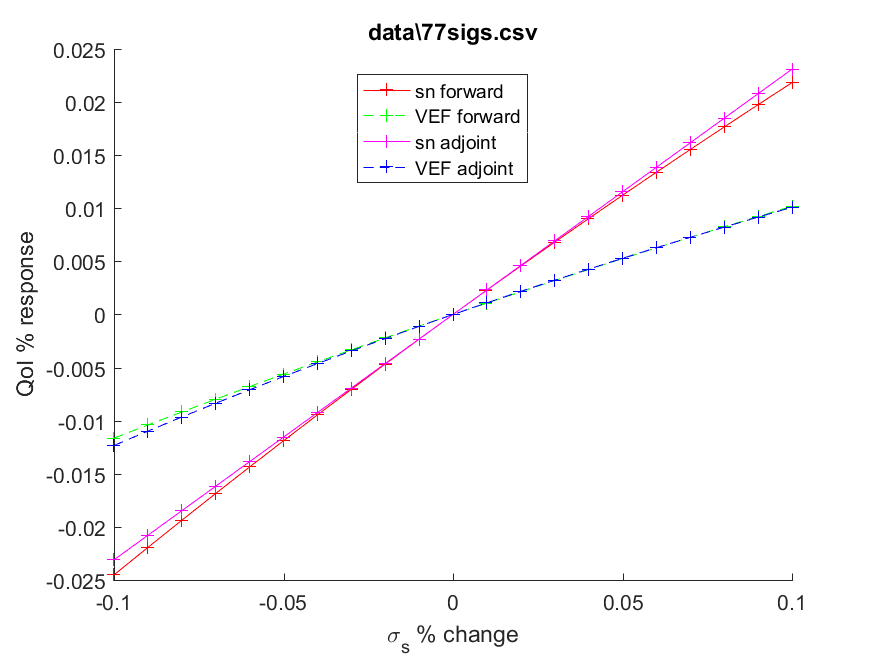 data\77sigs.csv
sn forward
VEF forward
sn adjoint
VEF adjoint
QoI % response
0.025
0.02
0.015
0.01
0.005
0
-0.005
-0.01
-0.015
-0.02
-0.025
-0.1
-0.05
0
0.05
0.1
σs % change